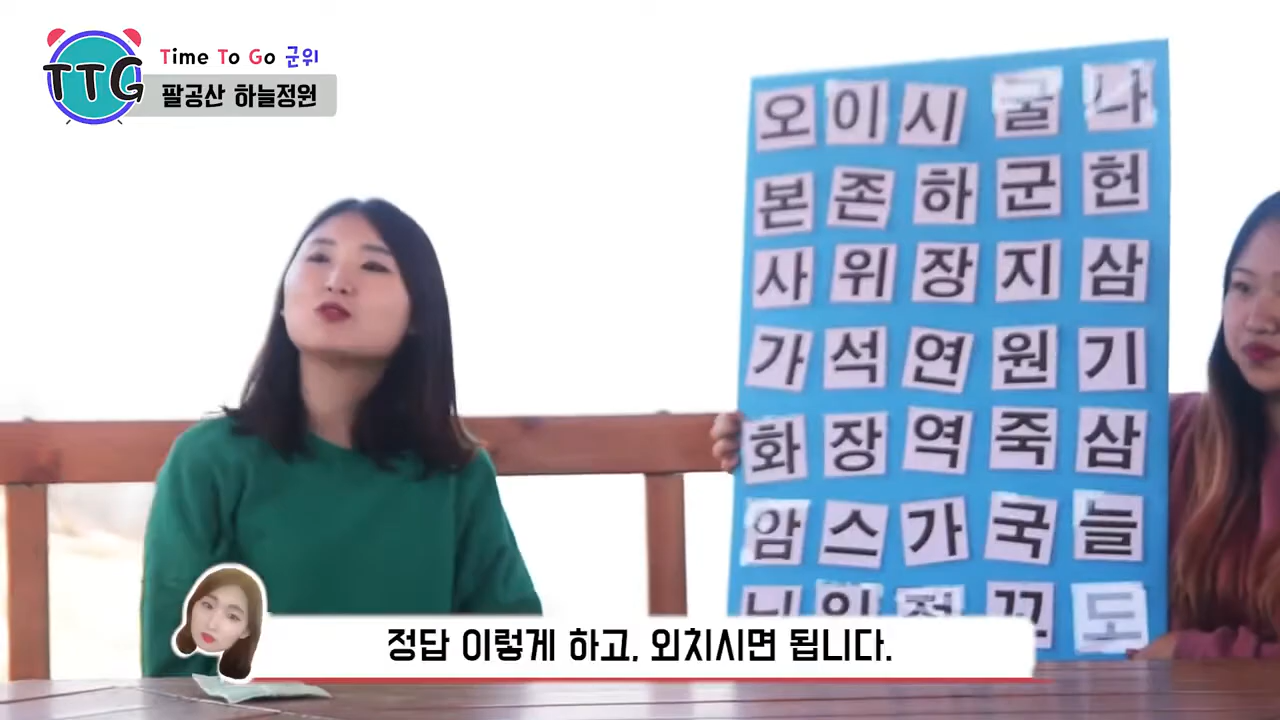 TTG
Time To Go 군위
팔공산 하늘정원
오 이 시 굴 나
본 존 하 군 헌
사 위 장 지 삼
가 석 연 원 기
화 장 역 죽 삼
암 스 가 국 늘
도
정답 이렇게 하고, 외치시면 됩니다.